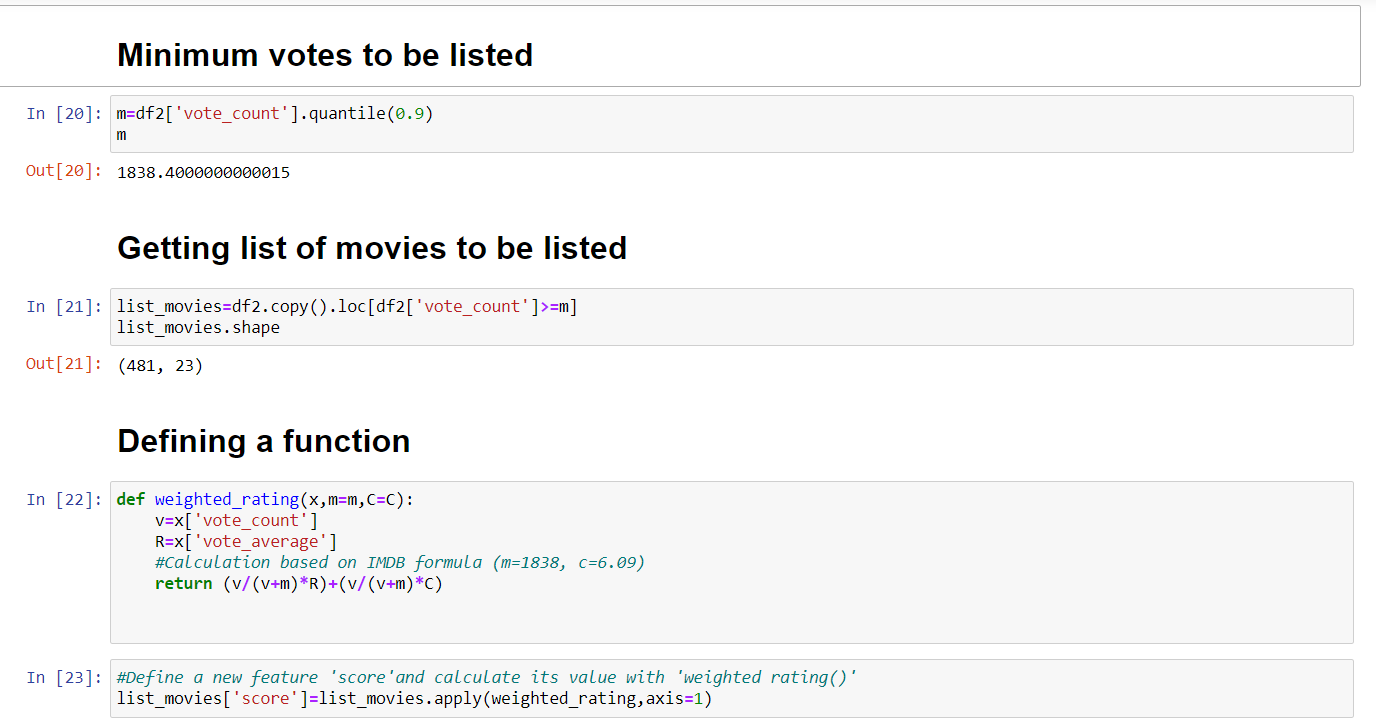 Minimum votes to be listed
In [20]: m=df2['vote_count'].quantile(0.9)
m
Out[20]: 1838.4000000000015
Getting list of movies to be listed
In [21]: list_movies=df2.copy().loc[df2['vote_count']>=m]
list_movies.shape
Out[21]: (481, 23)
Defining a function
In [22]: def weighted_rating(x,m=m,C=C):
    v=x['vote_count']
    R=x['vote_average']
    #Calculation based on IMDB formula (m=1838, c=6.09)
    return (v/(v+m)*R)+(v/(v+m)*C)
In [23]: #Define a new feature 'score'and calculate its value with 'weighted rating()'
list_movies['score']=list_movies.apply(weighted_rating,axis=1)